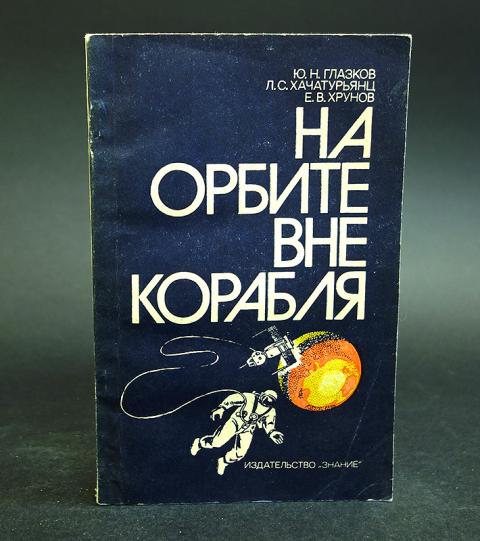 Ю. Н. ГЛАЗКОВ
Л. С. ХАЧАТУРЬЯНЦ
Е. В. ХРУНОВ
НА
ОРБИТЕ
ВНЕ
КОРАБЛЯ
ИЗДАТЕЛЬСТВО „ЗНАНИЕ"